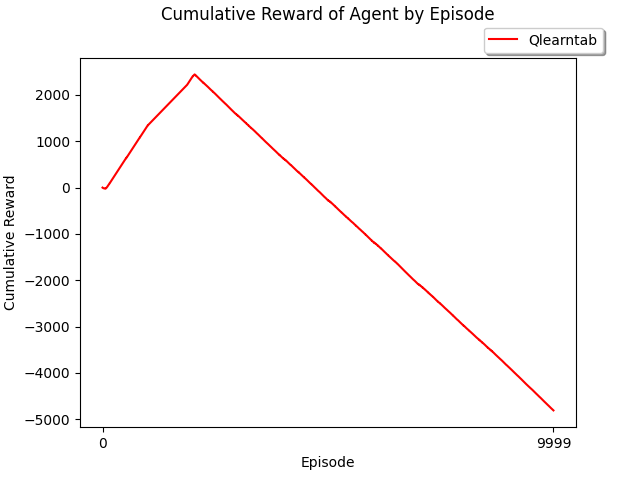 Cumulative Reward of Agent by Episode
Qlearntab
2000
1000
0
−1000
−2000
−3000
−4000
−5000
Cumulative Reward
0 9999
Episode